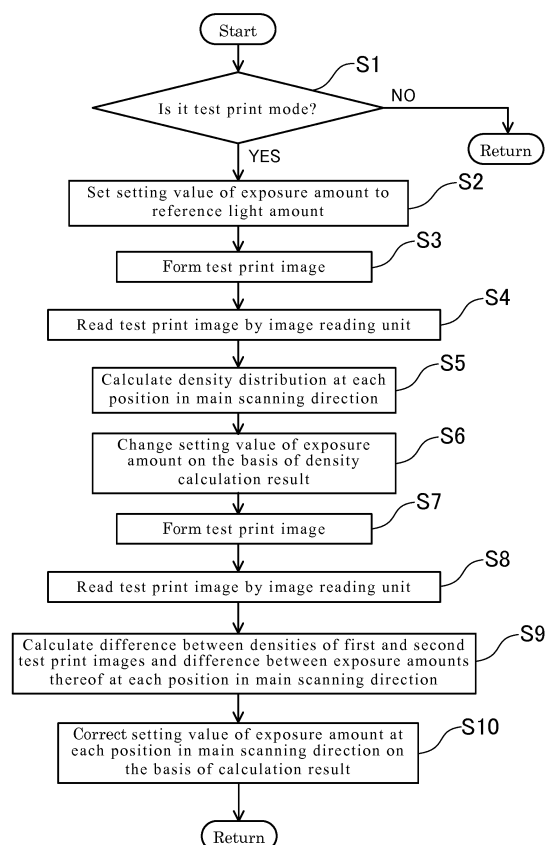 Start
S1
Is it test print mode?
NO
Return
YES
S2
Set setting value of exposure amount to
reference light amount
S3
Form test print image
S4
Read test print image by image reading unit
S5
Calculate density distribution at each
position in main scanning direction
S6
Change setting value of exposure
amount on the basis of density
calculation result
S7
Form test print image
S8
Read test print image by image reading unit
S9
Calculate difference between densities of first and second
test print images and difference between exposure amounts
thereof at each position in main scanning direction
S10
Correct setting value of exposure amount at
each position in main scanning direction on
the basis of calculation result
Return